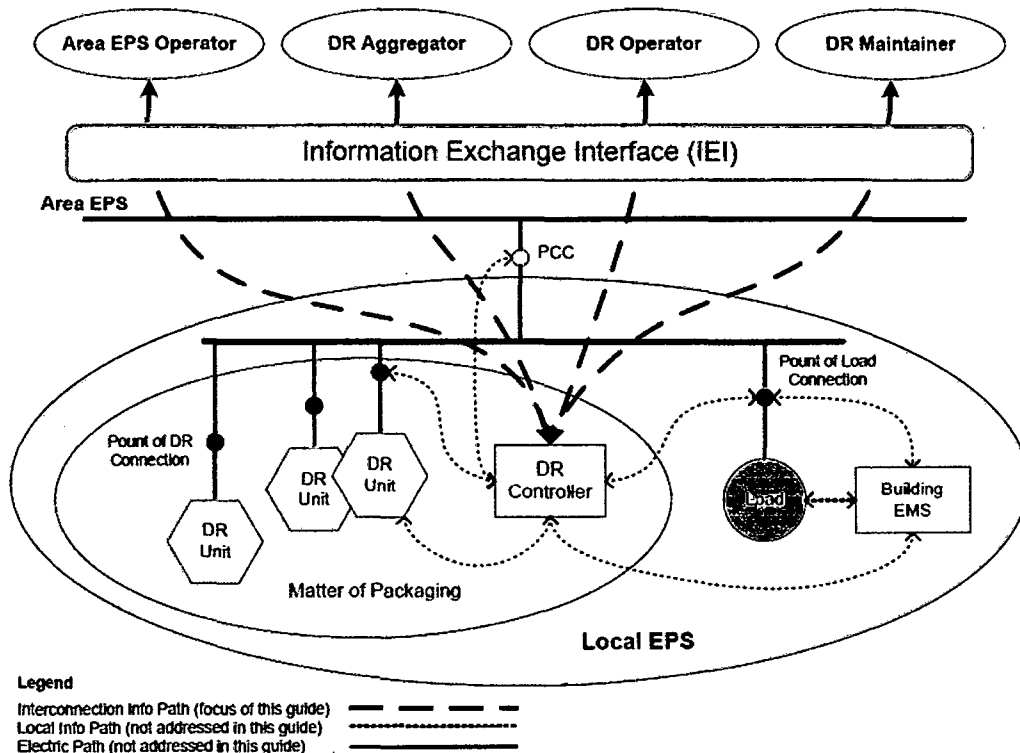 Area EPS Operator
DR Aggregator
DR Operator
DR Maintainer
Information Exchange Interface (IEI)
Area EPS
PCC
Pount of Load
Connection
Pount of DR
Connection
DR
Unit
DR
Unit
DR
Unit
DR
Controller
Load
Building
EMS
Matter of Packaging
Local EPS
Legend
Interconnection Info Path (focus of this guide)
Local Info Path (not addressed in this guide)
Electric Path (not addressed in this guide)